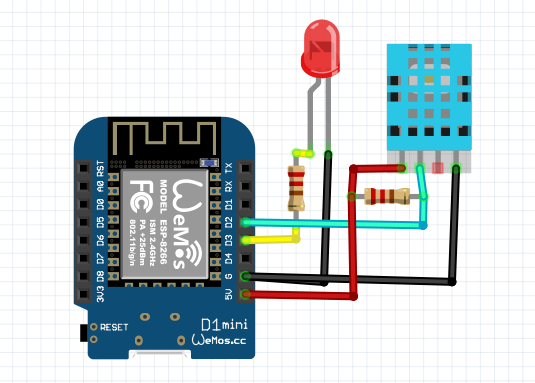 RST
A0
D0
D5
D6
D7
D8
3V3
TX
RX
D1
D2
D3
D4
G
5V
WeMos
MODEL ESP-8266
ISM 2.4GHz
PA +25dBm
802.11b/g/n
FC
RESET
D1mini
WeMos.cc